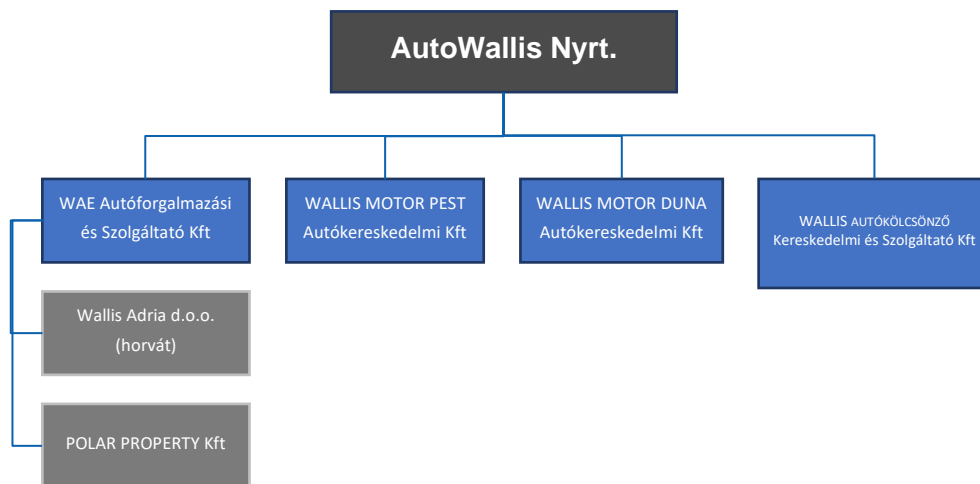 AutoWallis Nyrt.
WAE Autóforgalmazási
és Szolgáltató Kft
WALLIS MOTOR PEST
Autókereskedelmi Kft
WALLIS MOTOR DUNA
Autókereskedelmi Kft
WALLIS AUTÓKÖLCSÖNZŐ
Kereskedelmi és Szolgáltató Kft
Wallis Adria d.o.o.
(horvát)
POLAR PROPERTY Kft